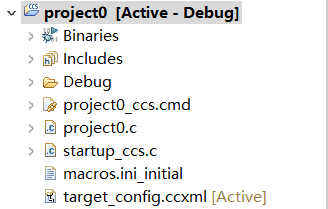 project0 [Active - Debug]
Binaries
Includes
Debug
project0_ccs.cmd
project0.c
startup_ccs.c
macros.ini_initial
target_config.ccxml [Active]